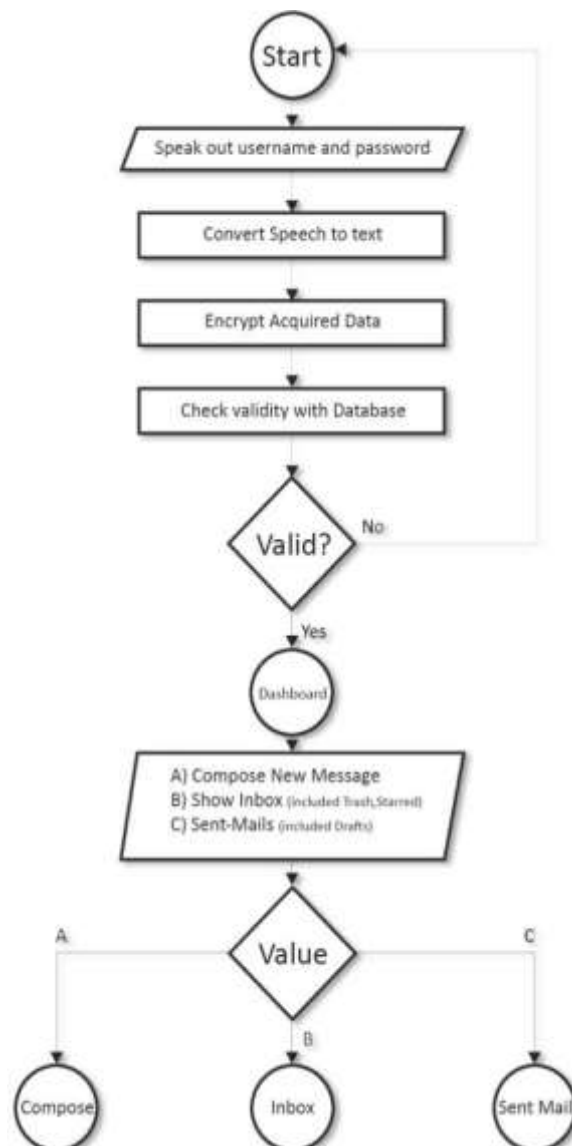 Start
Speak out username and password
Convert Speech to text
Encrypt Acquired Data
Check validity with Database
Valid?
No
Yes
Dashboard
A) Compose New Message
B) Show Inbox (included Trash,Starred)
C) Sent-Mails (included Drafts)
Value
A
C
B
Compose
Inbox
Sent Mail